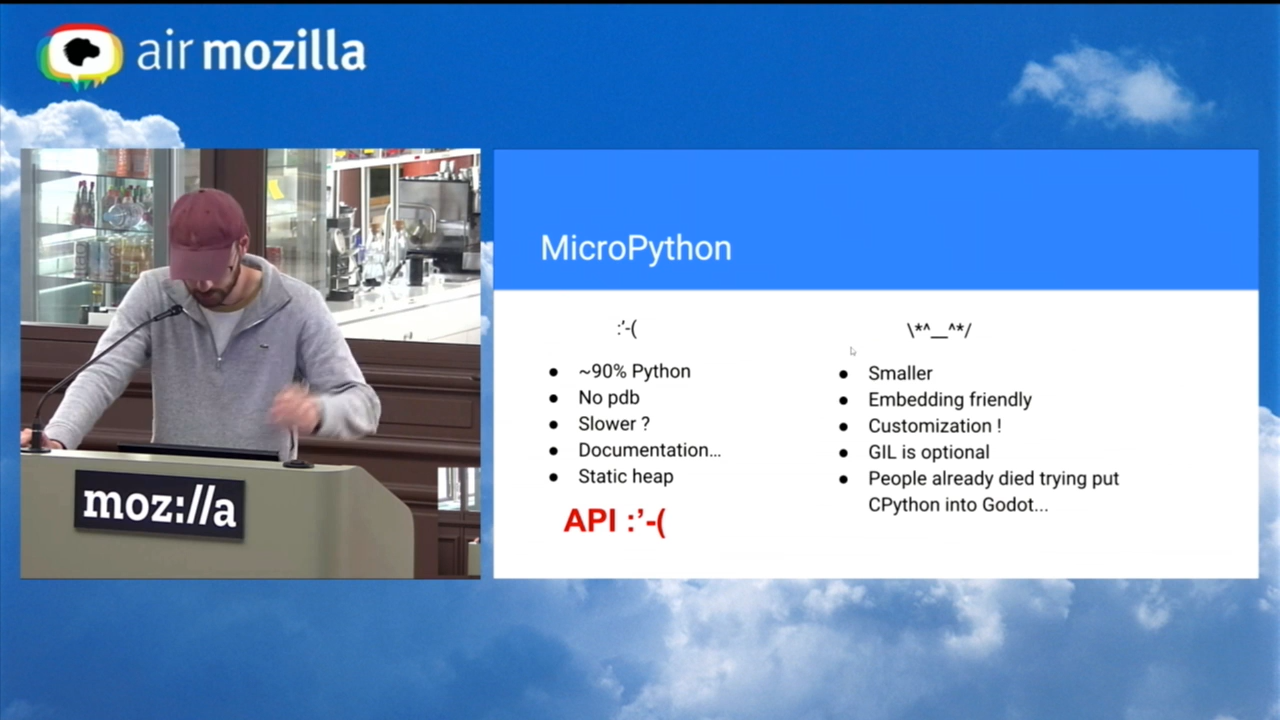 air mozilla
moz://a
MicroPython
:’-(
● ~90% Python
● No pdb
● Slower ?
● Documentation...
● Static heap
API :’-(
\*^__^*/
● Smaller
● Embedding friendly
● Customization !
● GIL is optional
● People already died trying put
CPython into Godot...